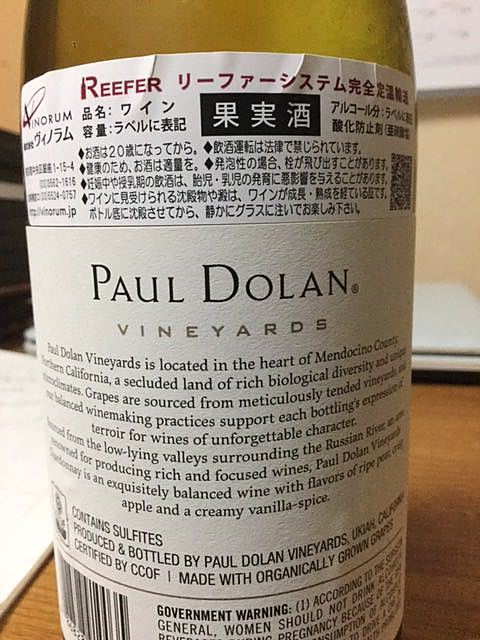 REEFER リーファーシステム完全定温輸送
VINORUM
ヴィノラム
品名:ワイン
容量:ラベルに表記
果実酒
アルコール分:ラベルに表記
酸化防止剤(亜硫酸塩)
1-15-4
◆お酒は20歳になってから。◆飲酒運転は法律で禁じられています。
◆健康のため、お酒は適量を。◆発泡性の場合、栓が飛び出すことがあります。
◆妊娠中や授乳期の飲酒は、胎児・乳児の発育に悪影響を与えることがあります。
◆ワインに見受けられる沈殿物や澱は、ワインが成長・熟成を経ている証です。
http://vinorum.jp
ボトル底に沈殿させてから、静かにグラスに注いでお楽しみ下さい。
PAUL DOLAN®
VINEYARDS
Paul Dolan Vineyards is located in the heart of Mendocino County,
Northern California, a secluded land of rich biological diversity and unique
microclimates. Grapes are sourced from meticulously tended vineyards, and
our balanced winemaking practices support each bottling's expression of
terroir for wines of unforgettable character.
from the low-lying valleys surrounding the Russian River, an area
renowned for producing rich and focused wines, Paul Dolan Vineyards
Chardonnay is an exquisitely balanced wine with flavors of ripe pear, crisp
apple and a creamy vanilla-spice.
CONTAINS SULFITES
PRODUCED & BOTTLED BY PAUL DOLAN VINEYARDS, UKIAH, CALIFORNIA
CERTIFIED BY CCOF | MADE WITH ORGANICALLY GROWN GRAPES
GOVERNMENT WARNING: (1) ACCORDING TO THE SURGEON
GENERAL, WOMEN SHOULD NOT DRINK
PREGNANCY BECAUSE OF